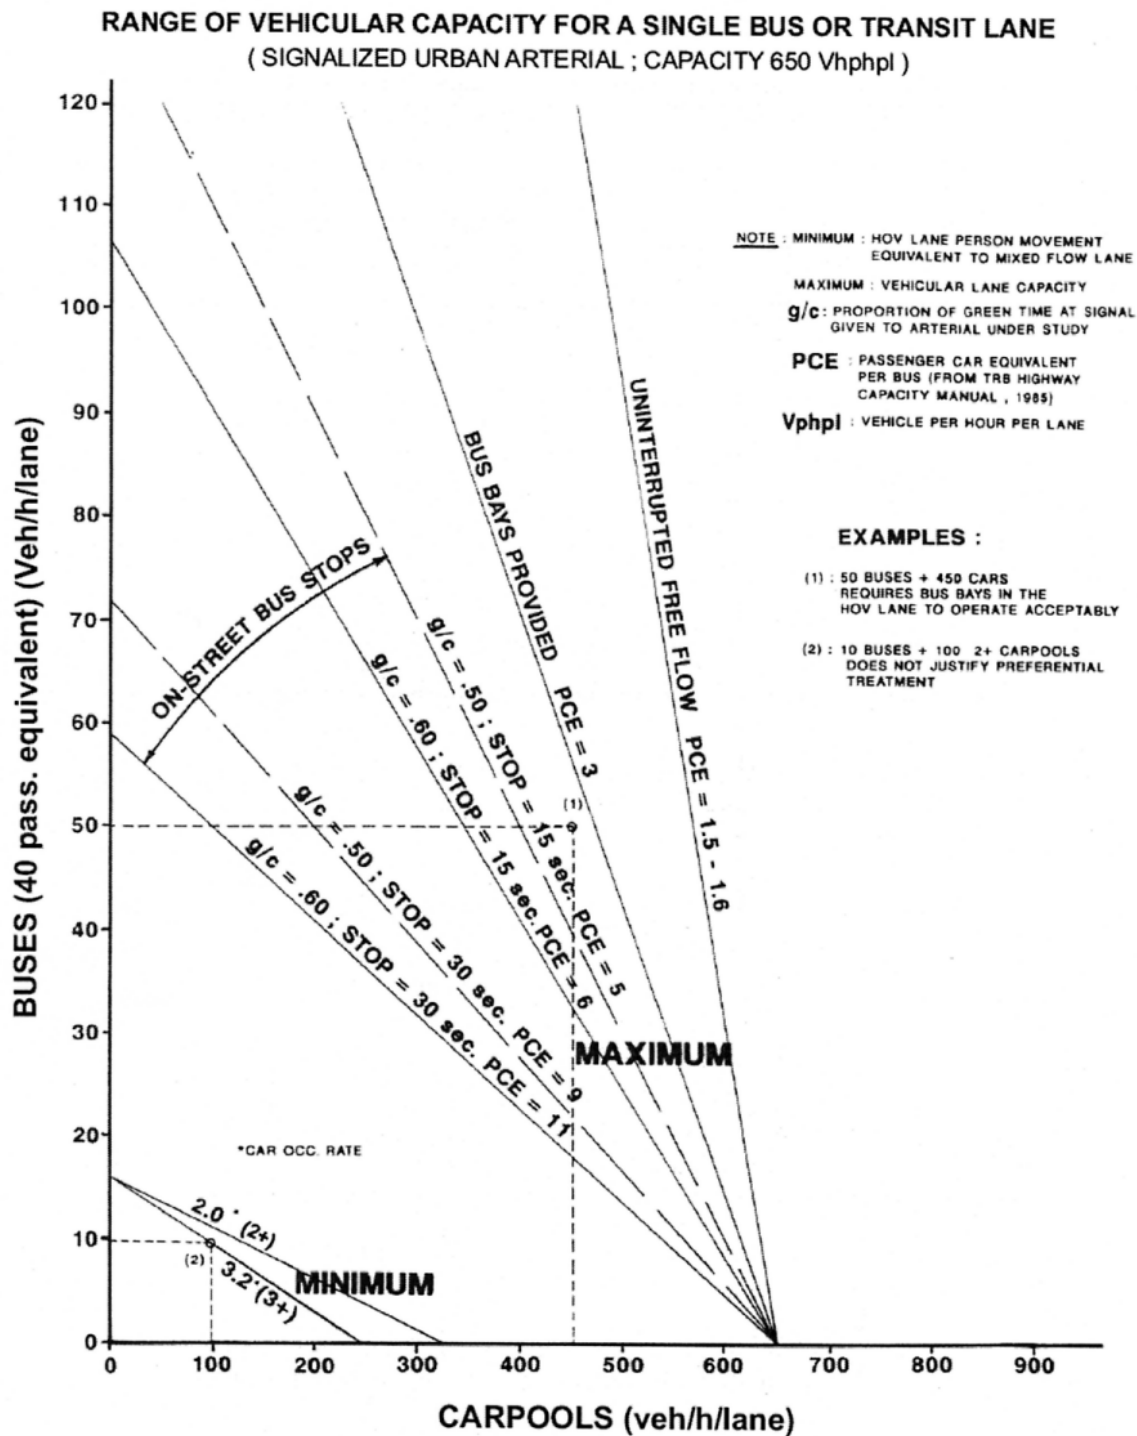 RANGE OF VEHICULAR CAPACITY FOR A SINGLE BUS OR TRANSIT LANE
( SIGNALIZED URBAN ARTERIAL ; CAPACITY 650 Vhphpl )
BUSES (40 pass. equivalent) (Veh/h/lane)
120
110
100
90
80
70
60
50
40
30
20
10
0
NOTE : MINIMUM : HOV LANE PERSON MOVEMENT
EQUIVALENT TO MIXED FLOW LANE
MAXIMUM : VEHICULAR LANE CAPACITY
g/c : PROPORTION OF GREEN TIME AT SIGNAL
GIVEN TO ARTERIAL UNDER STUDY
PCE : PASSENGER CAR EQUIVALENT
PER BUS (FROM TRB HIGHWAY
CAPACITY MANUAL , 1985)
Vphpl : VEHICLE PER HOUR PER LANE
EXAMPLES :
(1) : 50 BUSES + 450 CARS
REQUIRES BUS BAYS IN THE
HOV LANE TO OPERATE ACCEPTABLY
(2) : 10 BUSES + 100 2+ CARPOOLS
DOES NOT JUSTIFY PREFERENTIAL
TREATMENT
UNINTERRUPTED FREE FLOW PCE = 1.5 - 1.6
BUS BAYS PROVIDED PCE = 3
ON-STREET BUS STOPS
g/c = .50 ; STOP = 15 sec. PCE = 5
g/c = .60 ; STOP = 15 sec. PCE = 6
g/c = .50 ; STOP = 30 sec. PCE = 9
g/c = .60 ; STOP = 30 sec. PCE = 11
(1)
MAXIMUM
*CAR OCC. RATE
2.0 * (2+)
(2)
3.2*(3+)
MINIMUM
0 100 200 300 400 500 600 700 800 900
CARPOOLS (veh/h/lane)